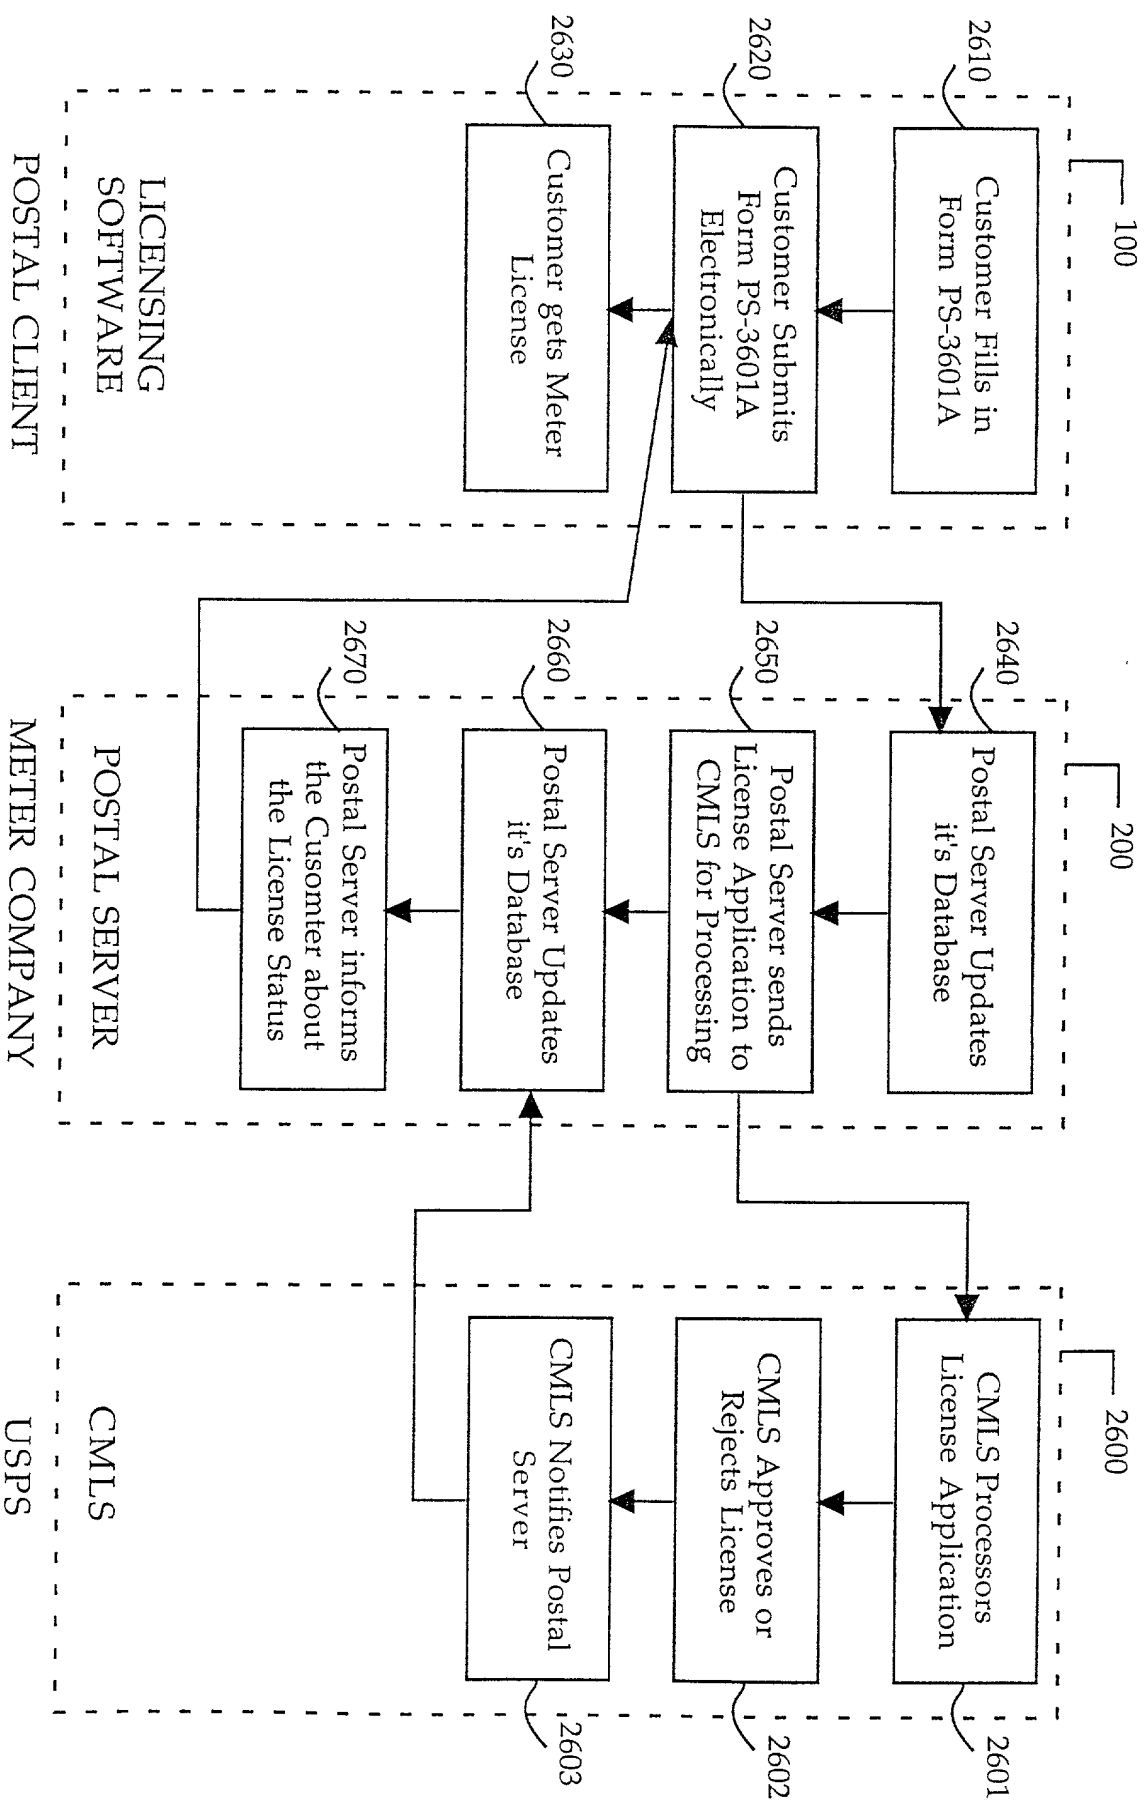 100
2610
Customer Fills in
Form PS-3601A
2620
Customer Submits
Form PS-3601A
Electronically
2630
Customer gets Meter
License
LICENSING
SOFTWARE
POSTAL CLIENT
200
2640
Postal Server Updates
it's Database
2650
Postal Server sends
License Application to
CMLS for Processing
2660
Postal Server Updates
it's Database
2670
Postal Server informs
the Cusomter about
the License Status
POSTAL SERVER
METER COMPANY
2600
CMLS Processors
License Application
2601
CMLS Approves or
Rejects License
2602
CMLS Notifies Postal
Server
2603
CMLS
USPS